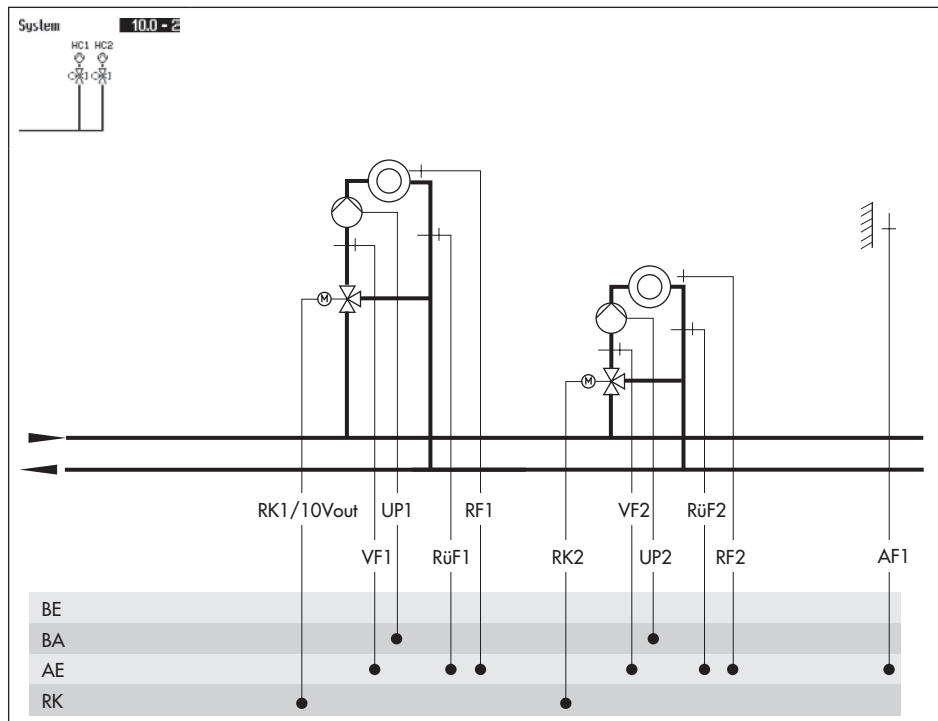 System 10.0 - 2
HC1 HC2
M
M
RK1/10Vout UP1 RF1 VF2 RüF2
VF1 RüF1 RK2 UP2 RF2 AF1
BE
BA
AE
RK